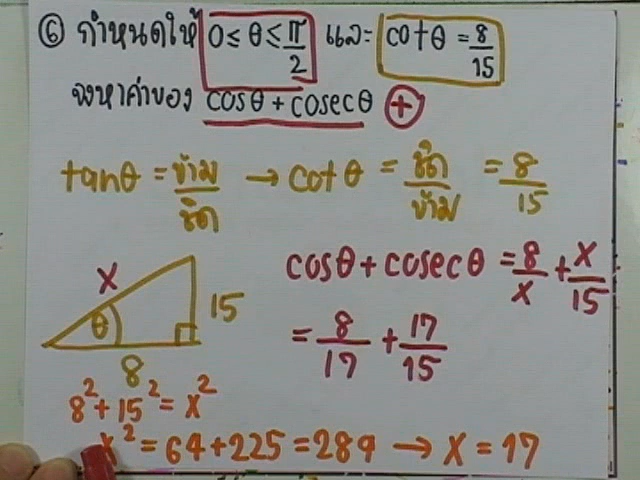 ⑥ กำหนดให้ 0 ≤ θ ≤ π/2 และ cotθ = 8/15
จงหาค่าของ cosθ + cosecθ +
tanθ = ข้าม/ชิด → cotθ = ชิด/ข้าม = 8/15
cosθ + cosecθ = 8/x + x/15
= 8/17 + 17/15
x
θ
15
8
8² + 15² = x²
x² = 64 + 225 = 289 → x = 17